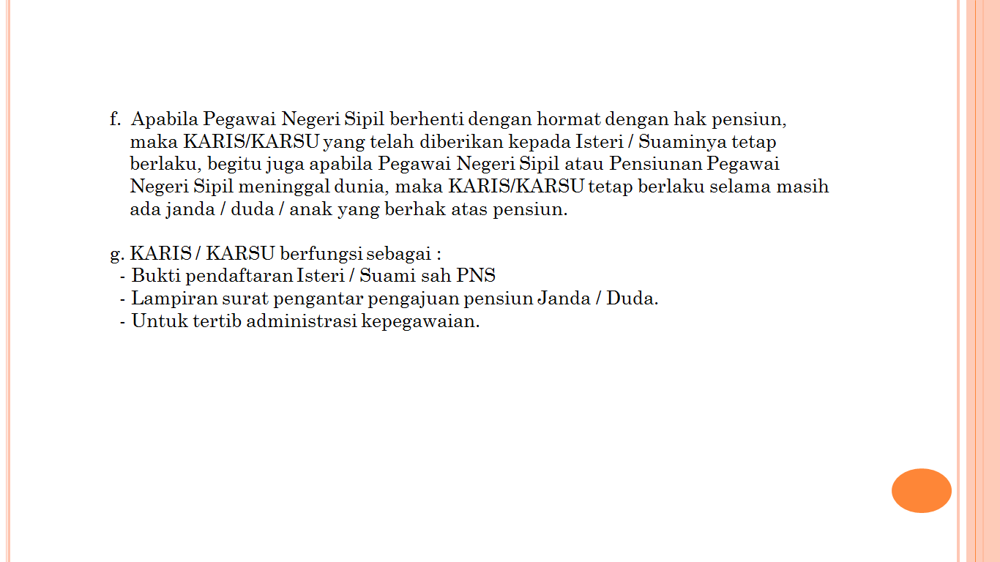 f. Apabila Pegawai Negeri Sipil berhenti dengan hormat dengan hak pensiun,
maka KARIS/KARSU yang telah diberikan kepada Isteri / Suaminya tetap
berlaku, begitu juga apabila Pegawai Negeri Sipil atau Pensiunan Pegawai
Negeri Sipil meninggal dunia, maka KARIS/KARSU tetap berlaku selama masih
ada janda / duda / anak yang berhak atas pensiun.
g. KARIS / KARSU berfungsi sebagai :
- Bukti pendaftaran Isteri / Suami sah PNS
- Lampiran surat pengantar pengajuan pensiun Janda / Duda.
- Untuk tertib administrasi kepegawaian.